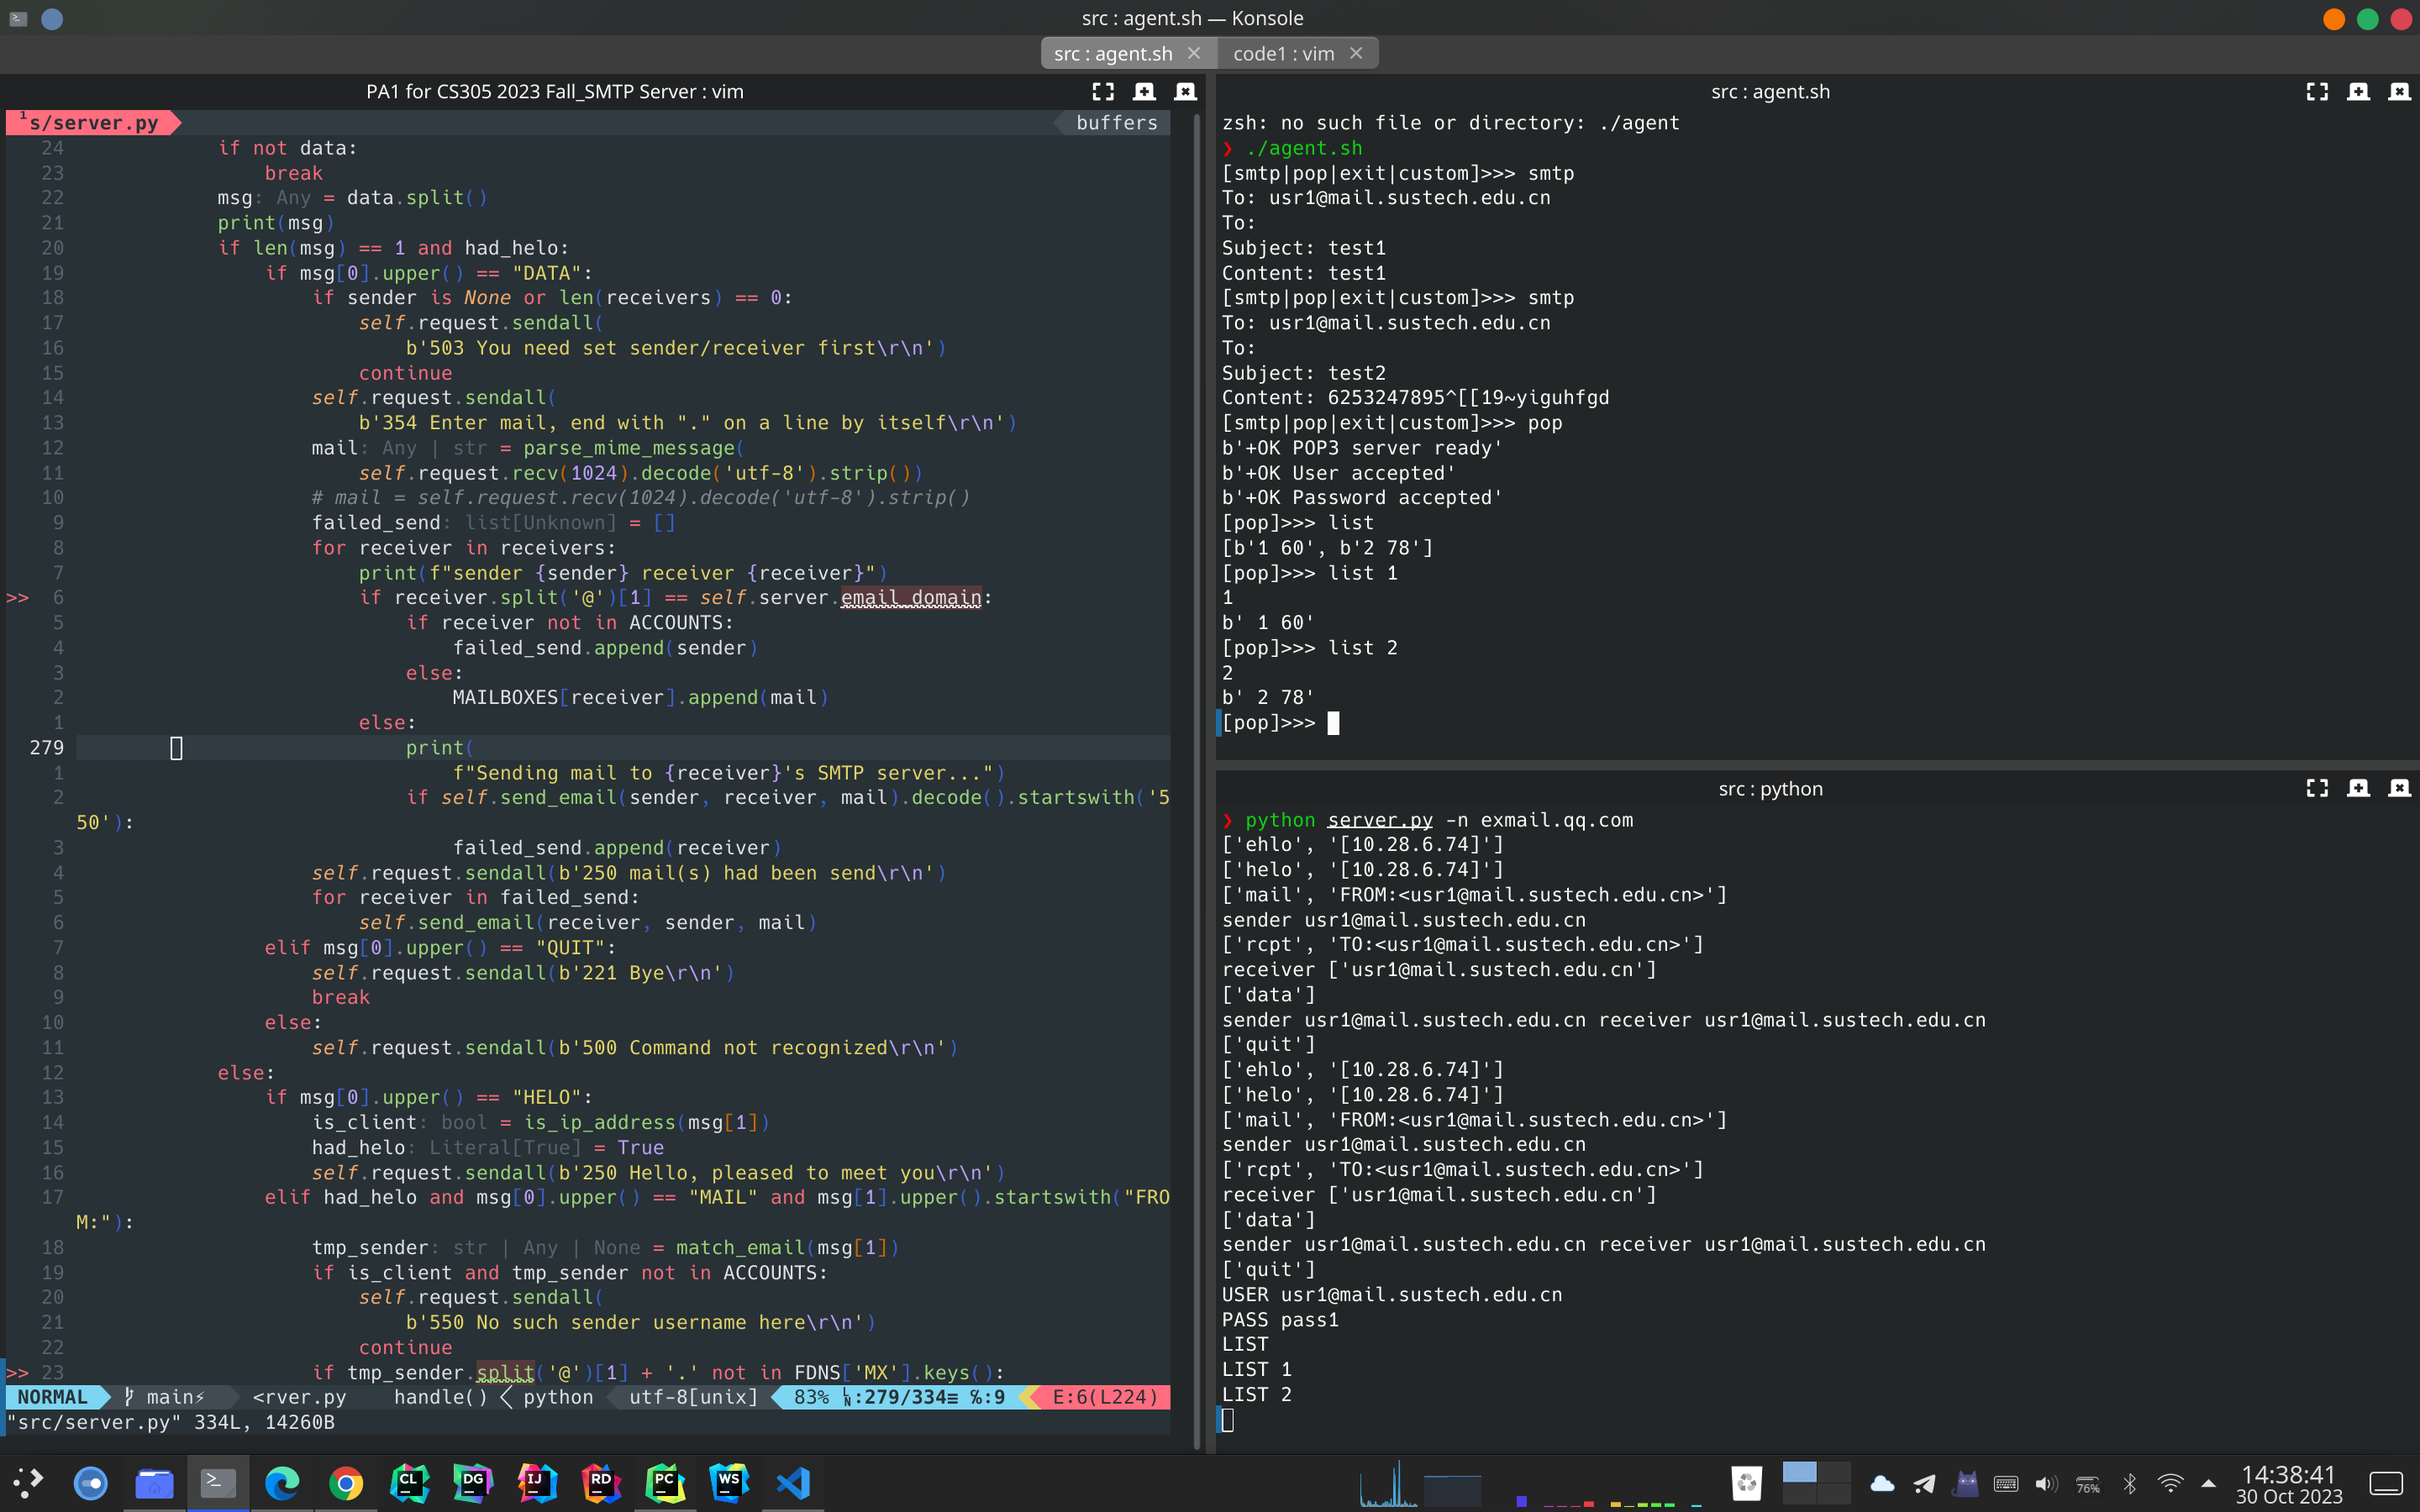 src : agent.sh — Konsole
src : agent.sh
code1 : vim
PA1 for CS305 2023 Fall_SMTP Server : vim
1 s/server.py
buffers
24 if not data:
23 break
22 msg: Any = data.split()
21 print(msg)
20 if len(msg) == 1 and had_helo:
19 if msg[0].upper() == "DATA":
18 if sender is None or len(receivers) == 0:
17 self.request.sendall(
16 b'503 You need set sender/receiver first\r\n')
15 continue
14 self.request.sendall(
13 b'354 Enter mail, end with "." on a line by itself\r\n')
12 mail: Any | str = parse_mime_message(
11 self.request.recv(1024).decode('utf-8').strip())
10 # mail = self.request.recv(1024).decode('utf-8').strip()
9 failed_send: list[Unknown] = []
8 for receiver in receivers:
7 print(f"sender {sender} receiver {receiver}")
>> 6 if receiver.split('@')[1] == self.server.email_domain:
5 if receiver not in ACCOUNTS:
4 failed_send.append(sender)
3 else:
2 MAILBOXES[receiver].append(mail)
1 else:
279 print(
1 f"Sending mail to {receiver}'s SMTP server...")
2 if self.send_email(sender, receiver, mail).decode().startswith('5
50'):
3 failed_send.append(receiver)
4 self.request.sendall(b'250 mail(s) had been send\r\n')
5 for receiver in failed_send:
6 self.send_email(receiver, sender, mail)
7 elif msg[0].upper() == "QUIT":
8 self.request.sendall(b'221 Bye\r\n')
9 break
10 else:
11 self.request.sendall(b'500 Command not recognized\r\n')
12 else:
13 if msg[0].upper() == "HELO":
14 is_client: bool = is_ip_address(msg[1])
15 had_helo: Literal[True] = True
16 self.request.sendall(b'250 Hello, pleased to meet you\r\n')
17 elif had_helo and msg[0].upper() == "MAIL" and msg[1].upper().startswith("FRO
M:"):
18 tmp_sender: str | Any | None = match_email(msg[1])
19 if is_client and tmp_sender not in ACCOUNTS:
20 self.request.sendall(
21 b'550 No such sender username here\r\n')
22 continue
>> 23 if tmp_sender.split('@')[1] + '.' not in FDNS['MX'].keys():
NORMAL main⚡ <rver.py handle() < python utf-8[unix] 83% :279/334≡ ℅:9 E:6(L224)
"src/server.py" 334L, 14260B
src : agent.sh
zsh: no such file or directory: ./agent
❯ ./agent.sh
[smtp|pop|exit|custom]>>> smtp
To: usr1@mail.sustech.edu.cn
To:
Subject: test1
Content: test1
[smtp|pop|exit|custom]>>> smtp
To: usr1@mail.sustech.edu.cn
To:
Subject: test2
Content: 6253247895^[[19~yiguhfgd
[smtp|pop|exit|custom]>>> pop
b'+OK POP3 server ready'
b'+OK User accepted'
b'+OK Password accepted'
[pop]>>> list
[b'1 60', b'2 78']
[pop]>>> list 1
1
b' 1 60'
[pop]>>> list 2
2
b' 2 78'
[pop]>>>
src : python
❯ python server.py -n exmail.qq.com
['ehlo', '[10.28.6.74]']
['helo', '[10.28.6.74]']
['mail', 'FROM:<usr1@mail.sustech.edu.cn>']
sender usr1@mail.sustech.edu.cn
['rcpt', 'TO:<usr1@mail.sustech.edu.cn>']
receiver ['usr1@mail.sustech.edu.cn']
['data']
sender usr1@mail.sustech.edu.cn receiver usr1@mail.sustech.edu.cn
['quit']
['ehlo', '[10.28.6.74]']
['helo', '[10.28.6.74]']
['mail', 'FROM:<usr1@mail.sustech.edu.cn>']
sender usr1@mail.sustech.edu.cn
['rcpt', 'TO:<usr1@mail.sustech.edu.cn>']
receiver ['usr1@mail.sustech.edu.cn']
['data']
sender usr1@mail.sustech.edu.cn receiver usr1@mail.sustech.edu.cn
['quit']
USER usr1@mail.sustech.edu.cn
PASS pass1
LIST
LIST 1
LIST 2
CL
DG
IJ
RD
PC
WS
76%
14:38:41
30 Oct 2023